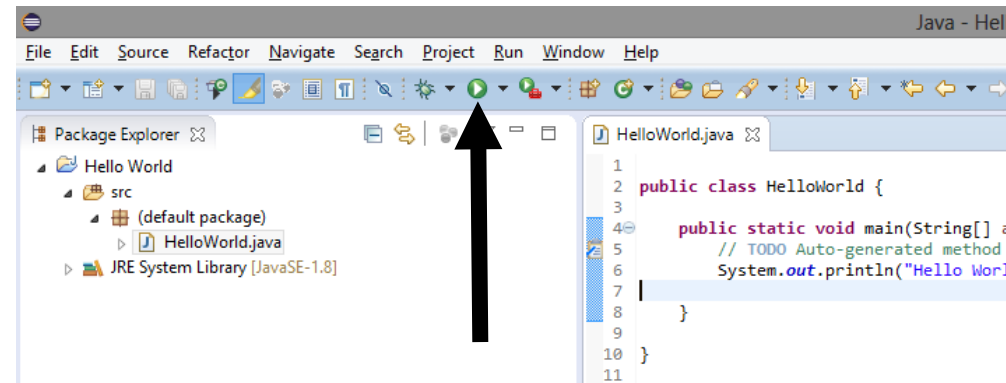 Java - Hel
File Edit Source Refactor Navigate Search Project Run Window Help
Package Explorer
Hello World
src
(default package)
HelloWorld.java
JRE System Library [JavaSE-1.8]
HelloWorld.java
1
2 public class HelloWorld {
3
4 public static void main(String[] a
5 // TODO Auto-generated method
6 System.out.println("Hello Worl
7
8 }
9
10 }
11